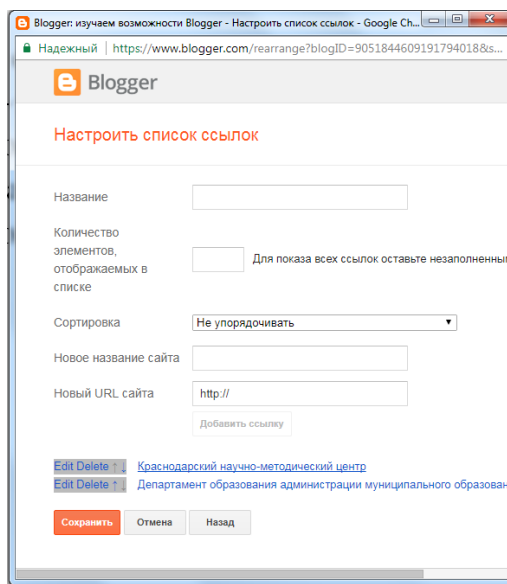 Blogger: изучаем возможности Blogger - Настроить список ссылок - Google Ch...
Надежный | https://www.blogger.com/rearrange?blogID=9051844609191794018&s...
Blogger
Настроить список ссылок
Название
Количество
элементов,
отображаемых в
списке
Для показа всех ссылок оставьте незаполненным
Сортировка
Не упорядочивать
Новое название сайта
Новый URL сайта
http://
Добавить ссылку
Edit Delete ↑ ↓ Краснодарский научно-методический центр
Edit Delete ↑ ↓ Департамент образования администрации муниципального образован
Сохранить Отмена Назад